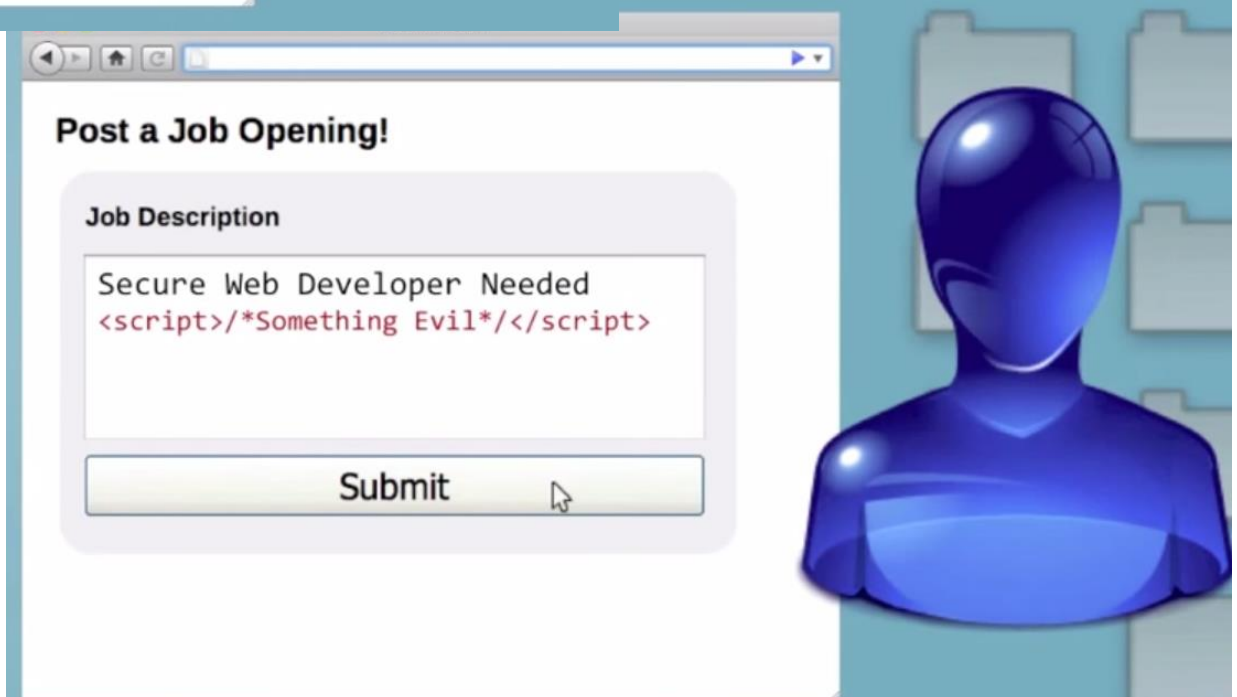 Post a Job Opening!
Job Description
Secure Web Developer Needed
<script>/*Something Evil*/</script>
Submit